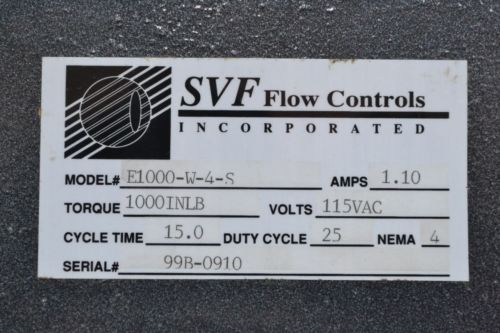 SVF Flow Controls
INCORPORATED
MODEL# E1000-W-4-S AMPS 1.10
TORQUE 1000INLB VOLTS 115VAC
CYCLE TIME 15.0 DUTY CYCLE 25 NEMA 4
SERIAL# 99B-0910